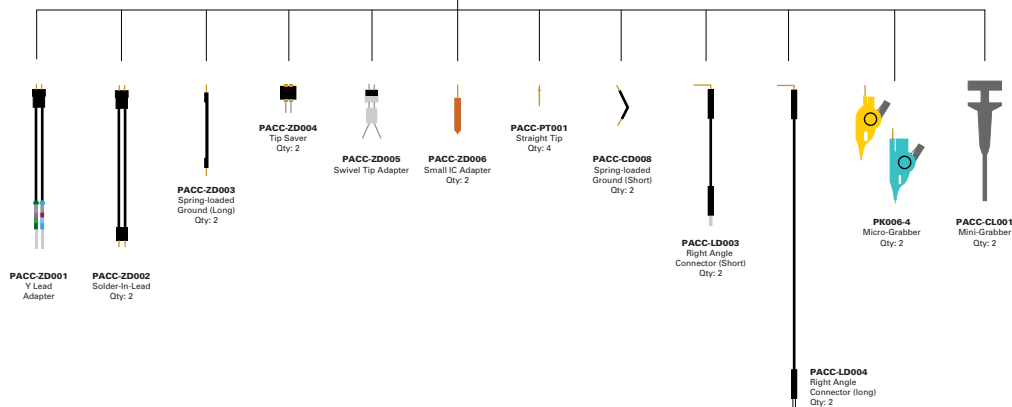 PACC-ZD001
Y Lead
Adapter
PACC-ZD002
Solder-In-Lead
Qty: 2
PACC-ZD003
Spring-loaded
Ground (Long)
Qty: 2
PACC-ZD004
Tip Saver
Qty: 2
PACC-ZD005
Swivel Tip Adapter
PACC-ZD006
Small IC Adapter
Qty: 2
PACC-PT001
Straight Tip
Qty: 4
PACC-CD008
Spring-loaded
Ground (Short)
Qty: 2
PACC-LD003
Right Angle
Connector (Short)
Qty: 2
PACC-LD004
Right Angle
Connector (long)
Qty: 2
PK006-4
Micro-Grabber
Qty: 2
PACC-CL001
Mini-Grabber
Qty: 2